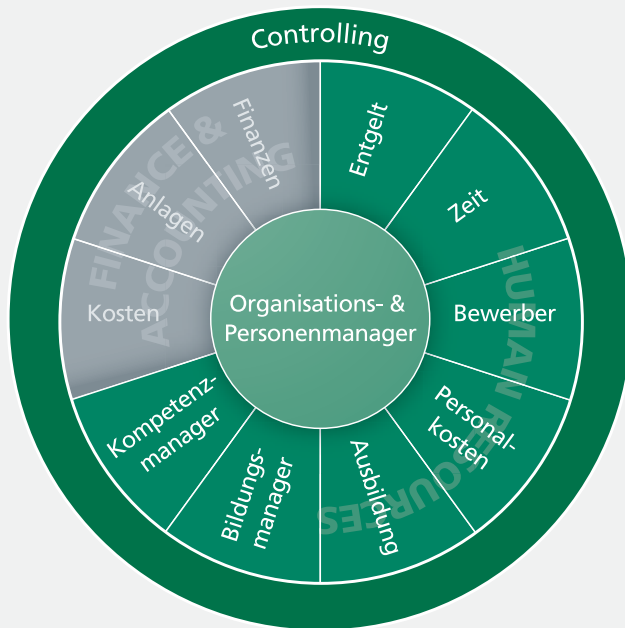 Controlling
Finanzen
Entgelt
Anlagen
Zeit
FINANCE &
ACCOUNTING
Kosten
Organisations- &
Personenmanager
Bewerber
HUMAN RESOURCES
Kompetenz-
manager
Personal-
kosten
Bildungs-
manager
Ausbildung